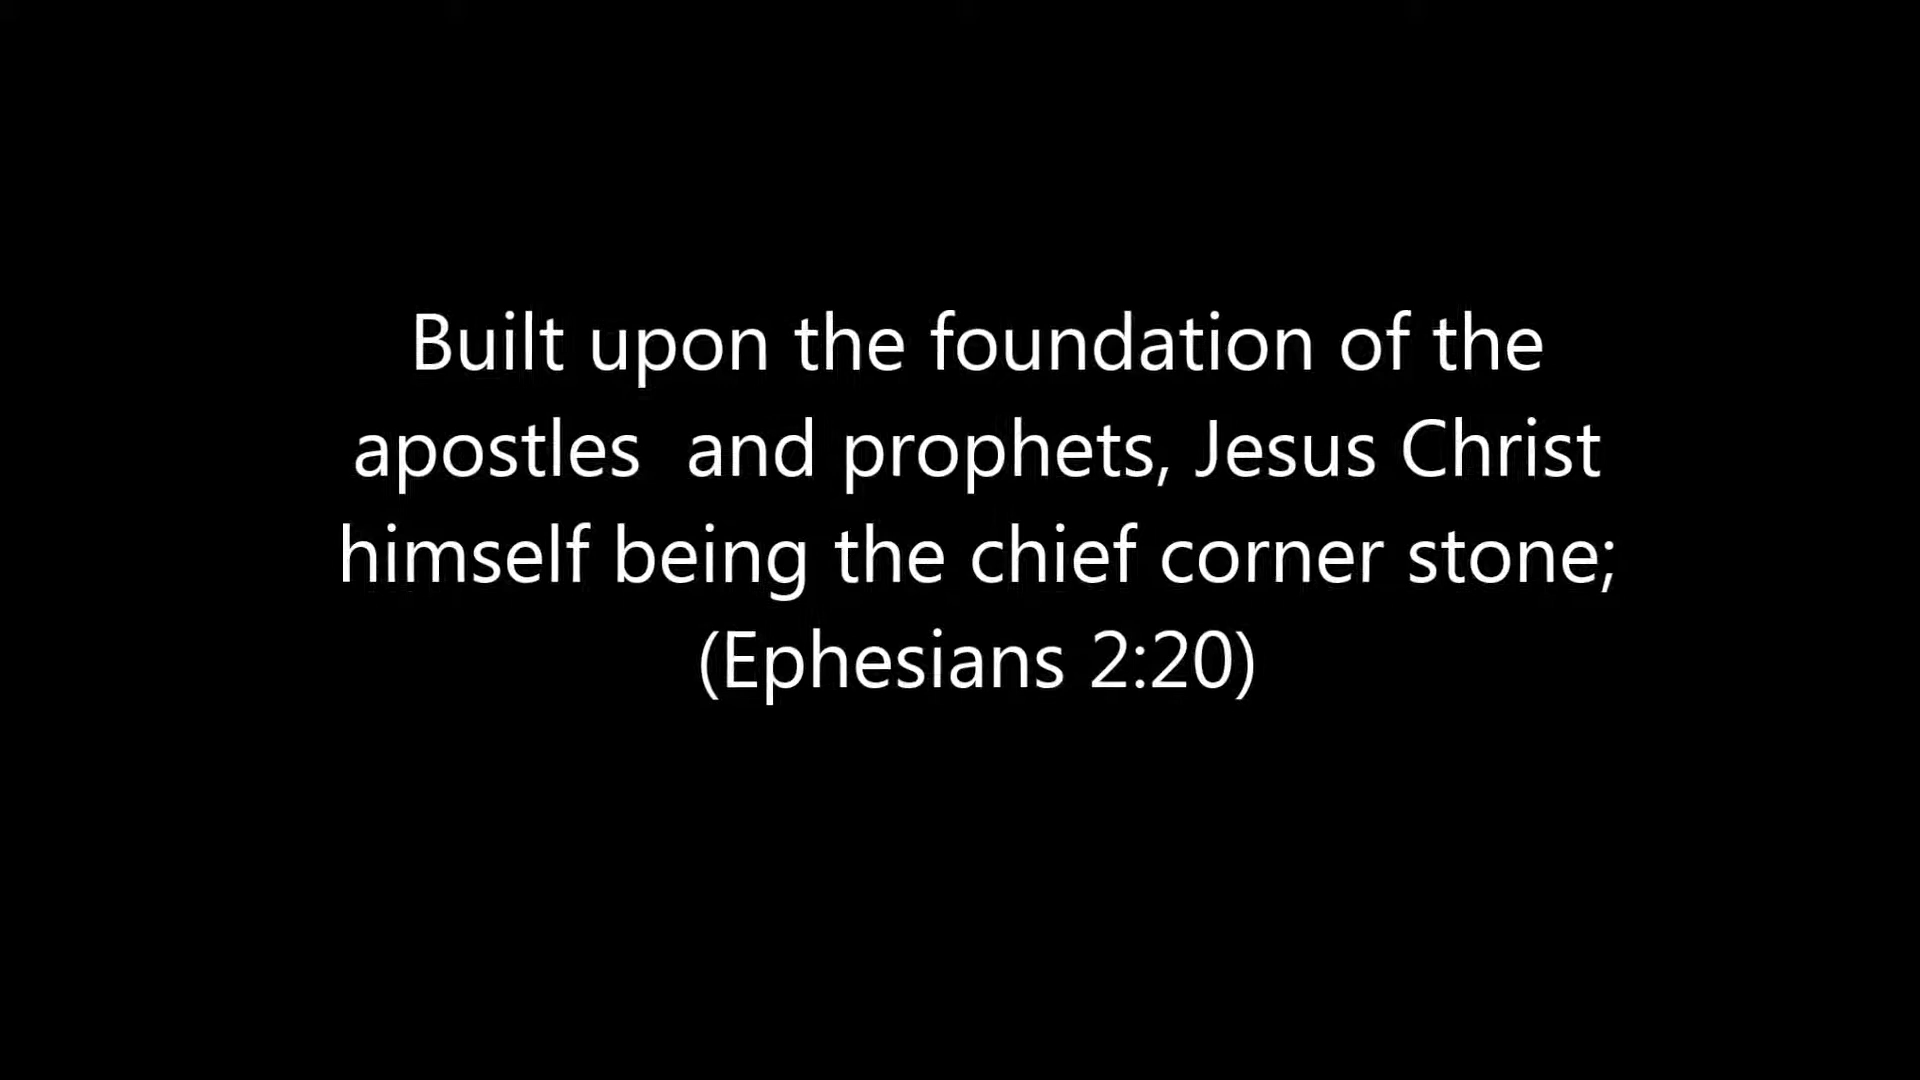 Built upon the foundation of the
apostles  and prophets, Jesus Christ
himself being the chief corner stone;
(Ephesians 2:20)